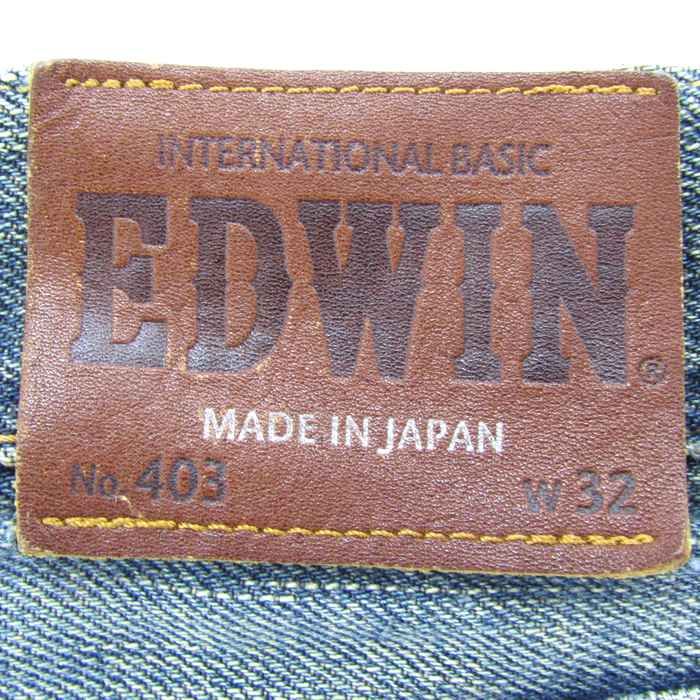 INTERNATIONAL BASIC
EDWIN®
MADE IN JAPAN
No. 403 W 32